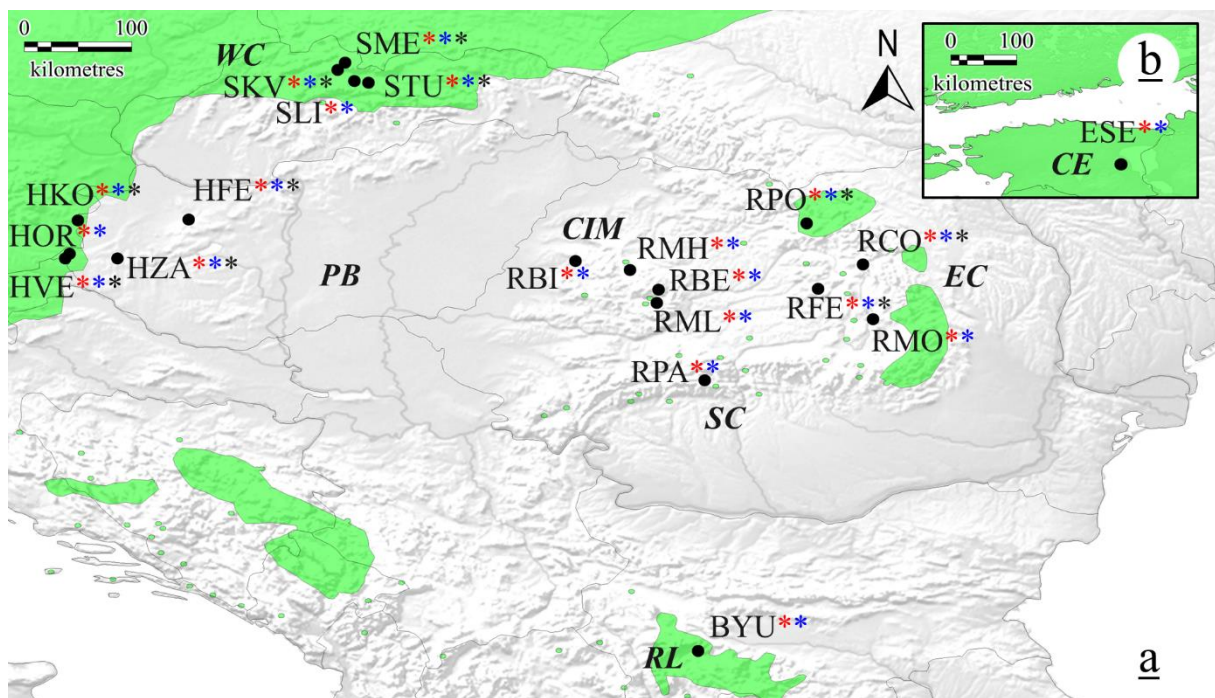 0 100
kilometres
WC
SME***
SKV***
STU***
SLI**
N
0 100
kilometres
b
ESE**
CE
HKO***
HFE***
HOR**
HZA***
HVE***
PB
CIM
RBI**
RMH**
RBE**
RML**
RPA**
SC
RPO***
RCO***
EC
RFE***
RMO**
BYU**
RL
a